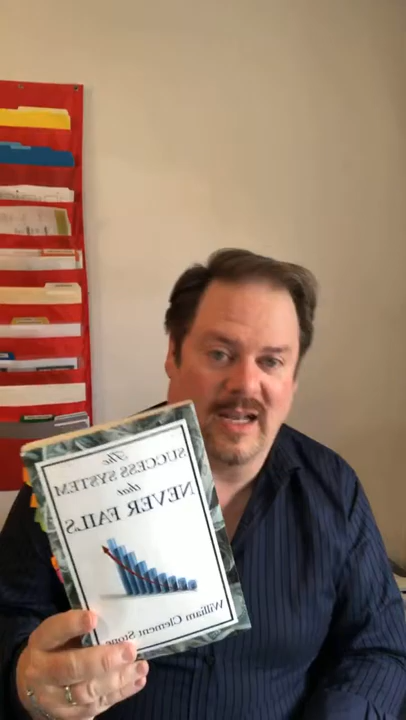 The
SUCCESS SYSTEM
that
NEVER FAILS
William Clement Stone